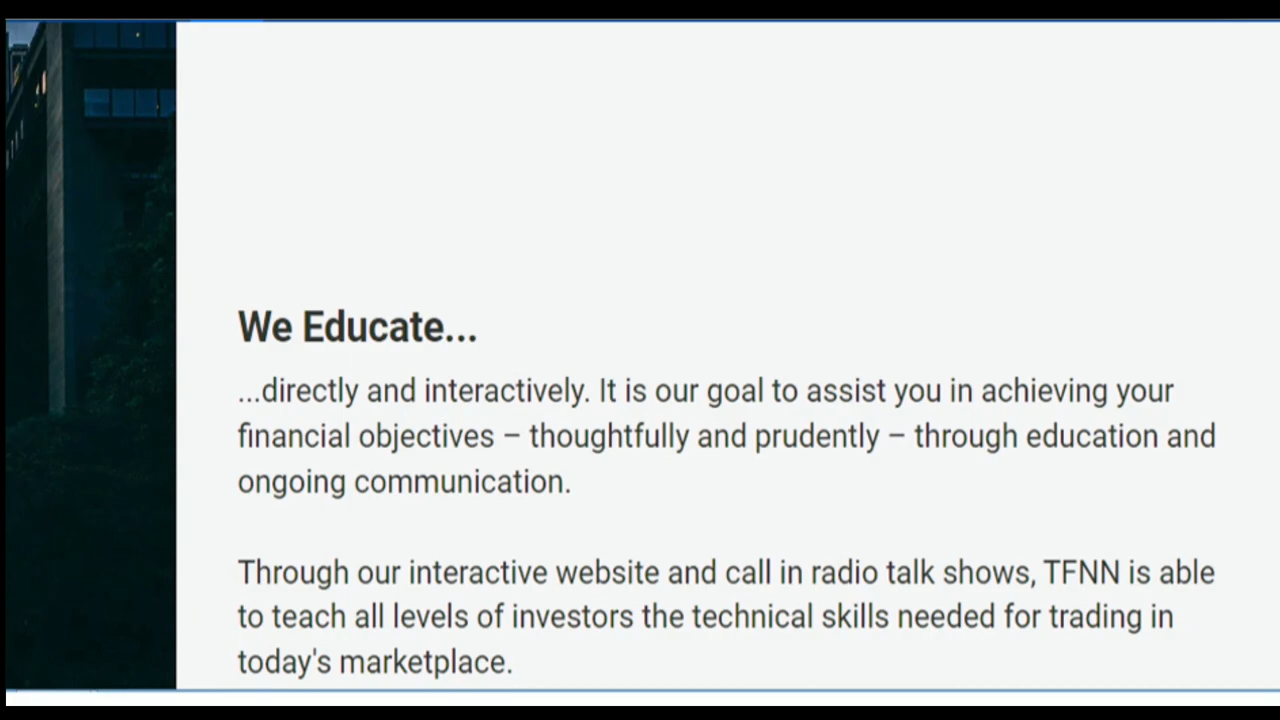 We Educate...
...directly and interactively. It is our goal to assist you in achieving your
financial objectives – thoughtfully and prudently – through education and
ongoing communication.
Through our interactive website and call in radio talk shows, TFNN is able
to teach all levels of investors the technical skills needed for trading in
today's marketplace.